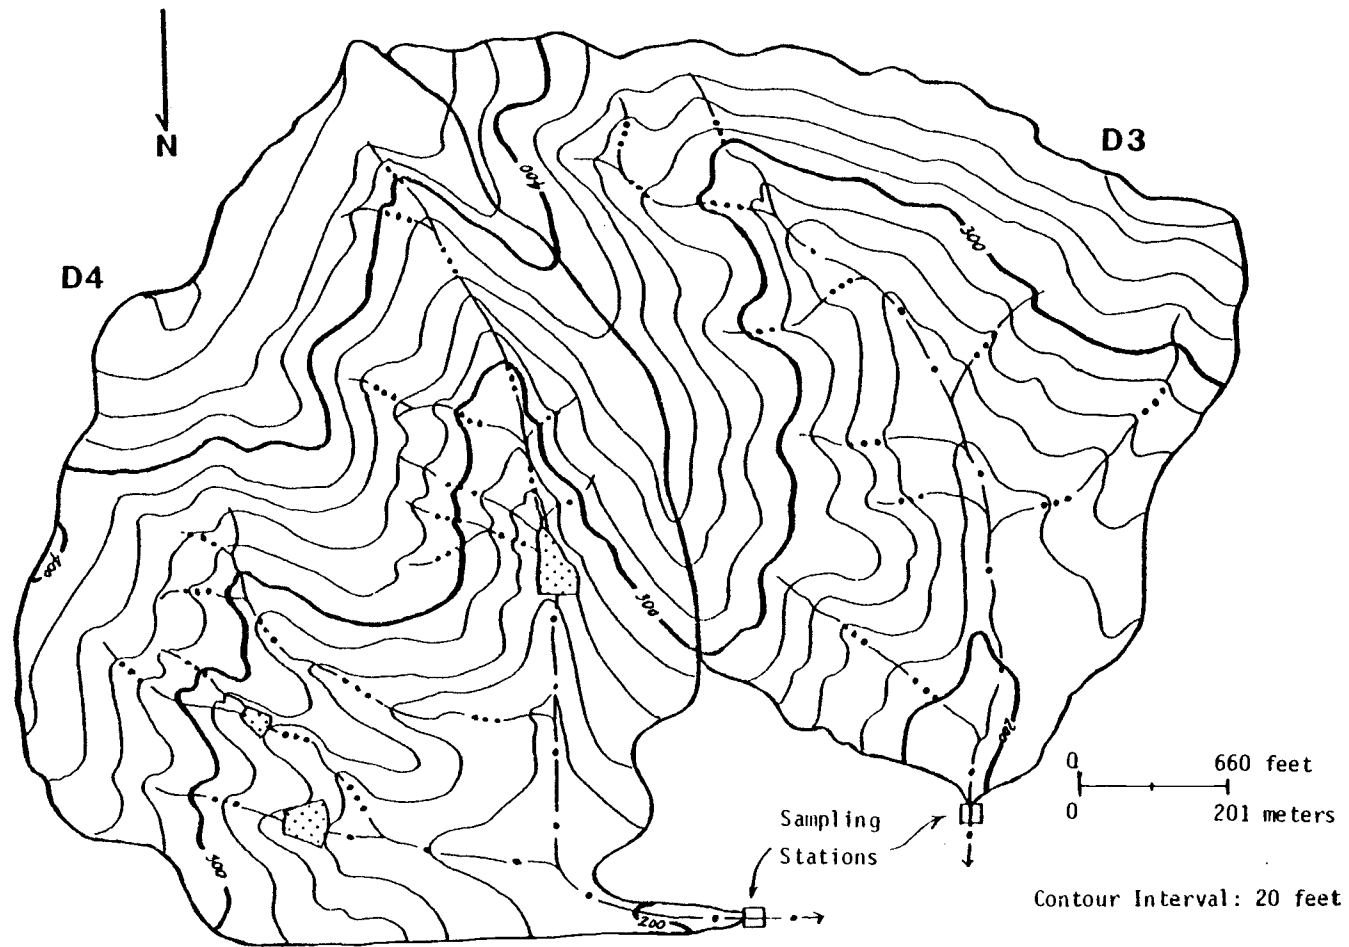 N
D3
D4
400
300
400
300
300
200
200
0 660 feet
0 201 meters
Sampling
Stations
Contour Interval: 20 feet